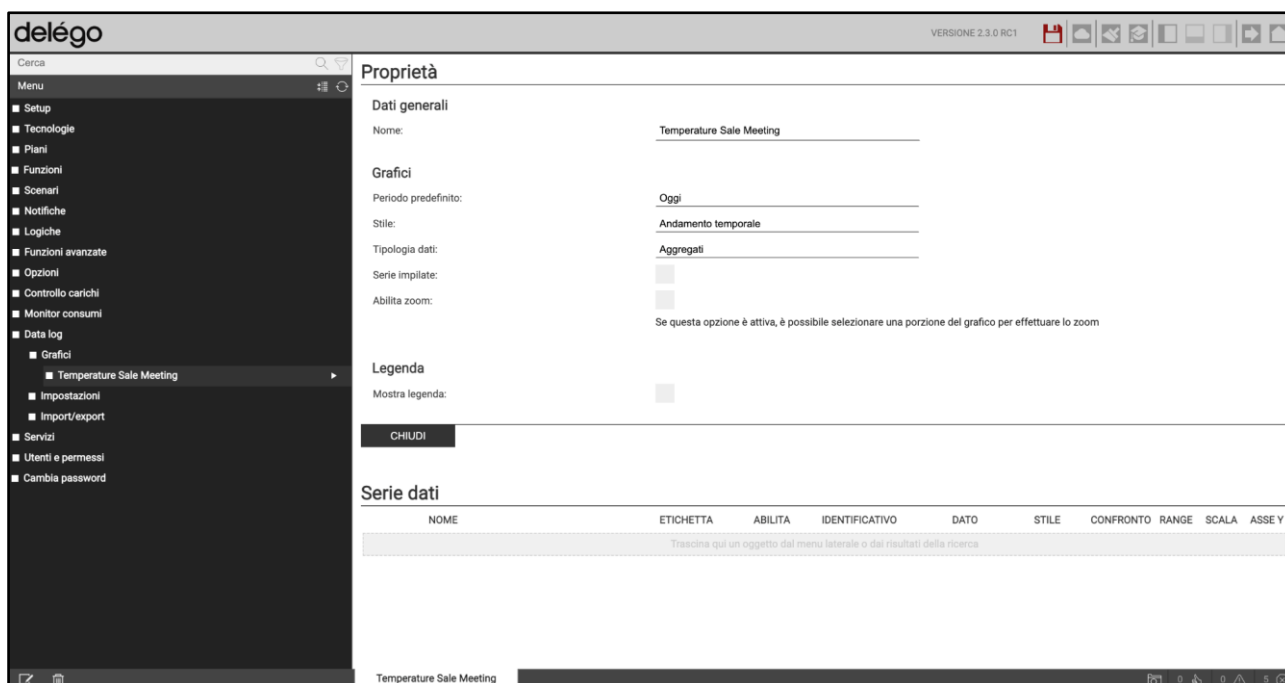 delégo
VERSIONE 2.3.0 RC1
Cerca
Menu
Setup
Tecnologie
Piani
Funzioni
Scenari
Notifiche
Logiche
Funzioni avanzate
Opzioni
Controllo carichi
Monitor consumi
Data log
Grafici
Temperature Sale Meeting
Impostazioni
Import/export
Servizi
Utenti e permessi
Cambia password
Proprietà
Dati generali
Nome: Temperature Sale Meeting
Grafici
Periodo predefinito: Oggi
Stile: Andamento temporale
Tipologia dati: Aggregati
Serie impilate:
Abilita zoom:
Se questa opzione è attiva, è possibile selezionare una porzione del grafico per effettuare lo zoom
Legenda
Mostra legenda:
CHIUDI
Serie dati
NOME ETICHETTA ABILITA IDENTIFICATIVO DATO STILE CONFRONTO RANGE SCALA ASSE Y
Trascina qui un oggetto dal menu laterale o dai risultati della ricerca
Temperature Sale Meeting
0 0 5